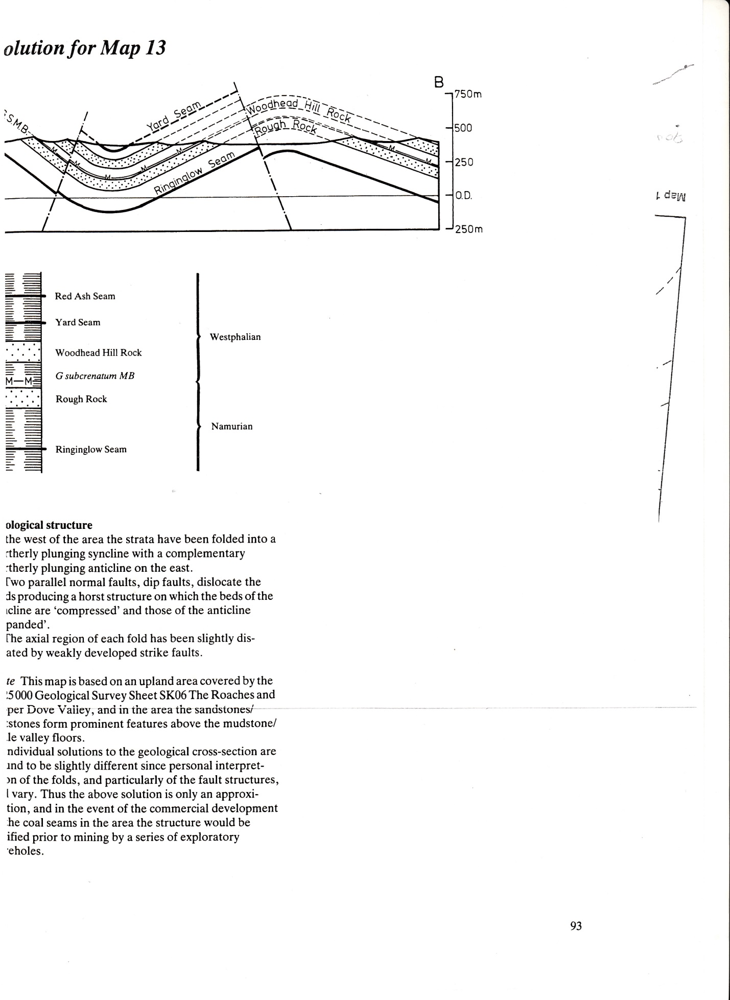 olution for Map 13
B
750m
500
250
O.D.
250m
S.M.B.
Yard Seam
Woodhead Hill Rock
Rough Rock
Ringinglow Seam
M
M
M
M
M
M
M
Map 1
Red Ash Seam
Yard Seam
Woodhead Hill Rock
G subcrenatum MB
M—M
Rough Rock
Ringinglow Seam
Westphalian
Namurian
ological structure
the west of the area the strata have been folded into a
therly plunging syncline with a complementary
therly plunging anticline on the east.
Two parallel normal faults, dip faults, dislocate the
ds producing a horst structure on which the beds of the
cline are ‘compressed’ and those of the anticline
panded’.
The axial region of each fold has been slightly dis-
ated by weakly developed strike faults.
te This map is based on an upland area covered by the
5 000 Geological Survey Sheet SK06 The Roaches and
per Dove Valley, and in the area the sandstones/
stones form prominent features above the mudstone/
le valley floors.
ndividual solutions to the geological cross-section are
und to be slightly different since personal interpret-
on of the folds, and particularly of the fault structures,
l vary. Thus the above solution is only an approxi-
tion, and in the event of the commercial development
he coal seams in the area the structure would be
ified prior to mining by a series of exploratory
eholes.
93